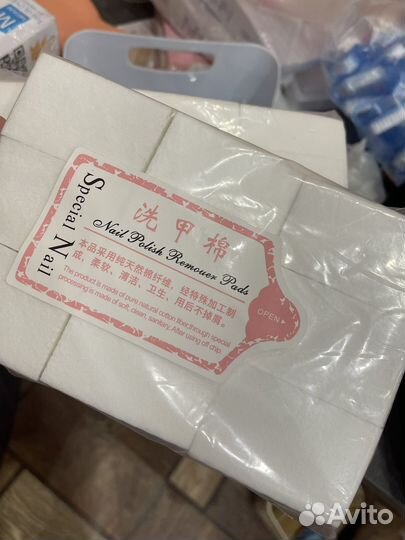 Special Nail
洗甲棉
Nail Polish Remouer Pads
本品采用纯天然棉纤维，经特殊加工制
成，柔软、清洁、卫生，用后不掉屑。
The product is made of pure natural cotton fiber,through special
processing is made of soft, clean, sanitary. After using off chip.
OPEN
Avito